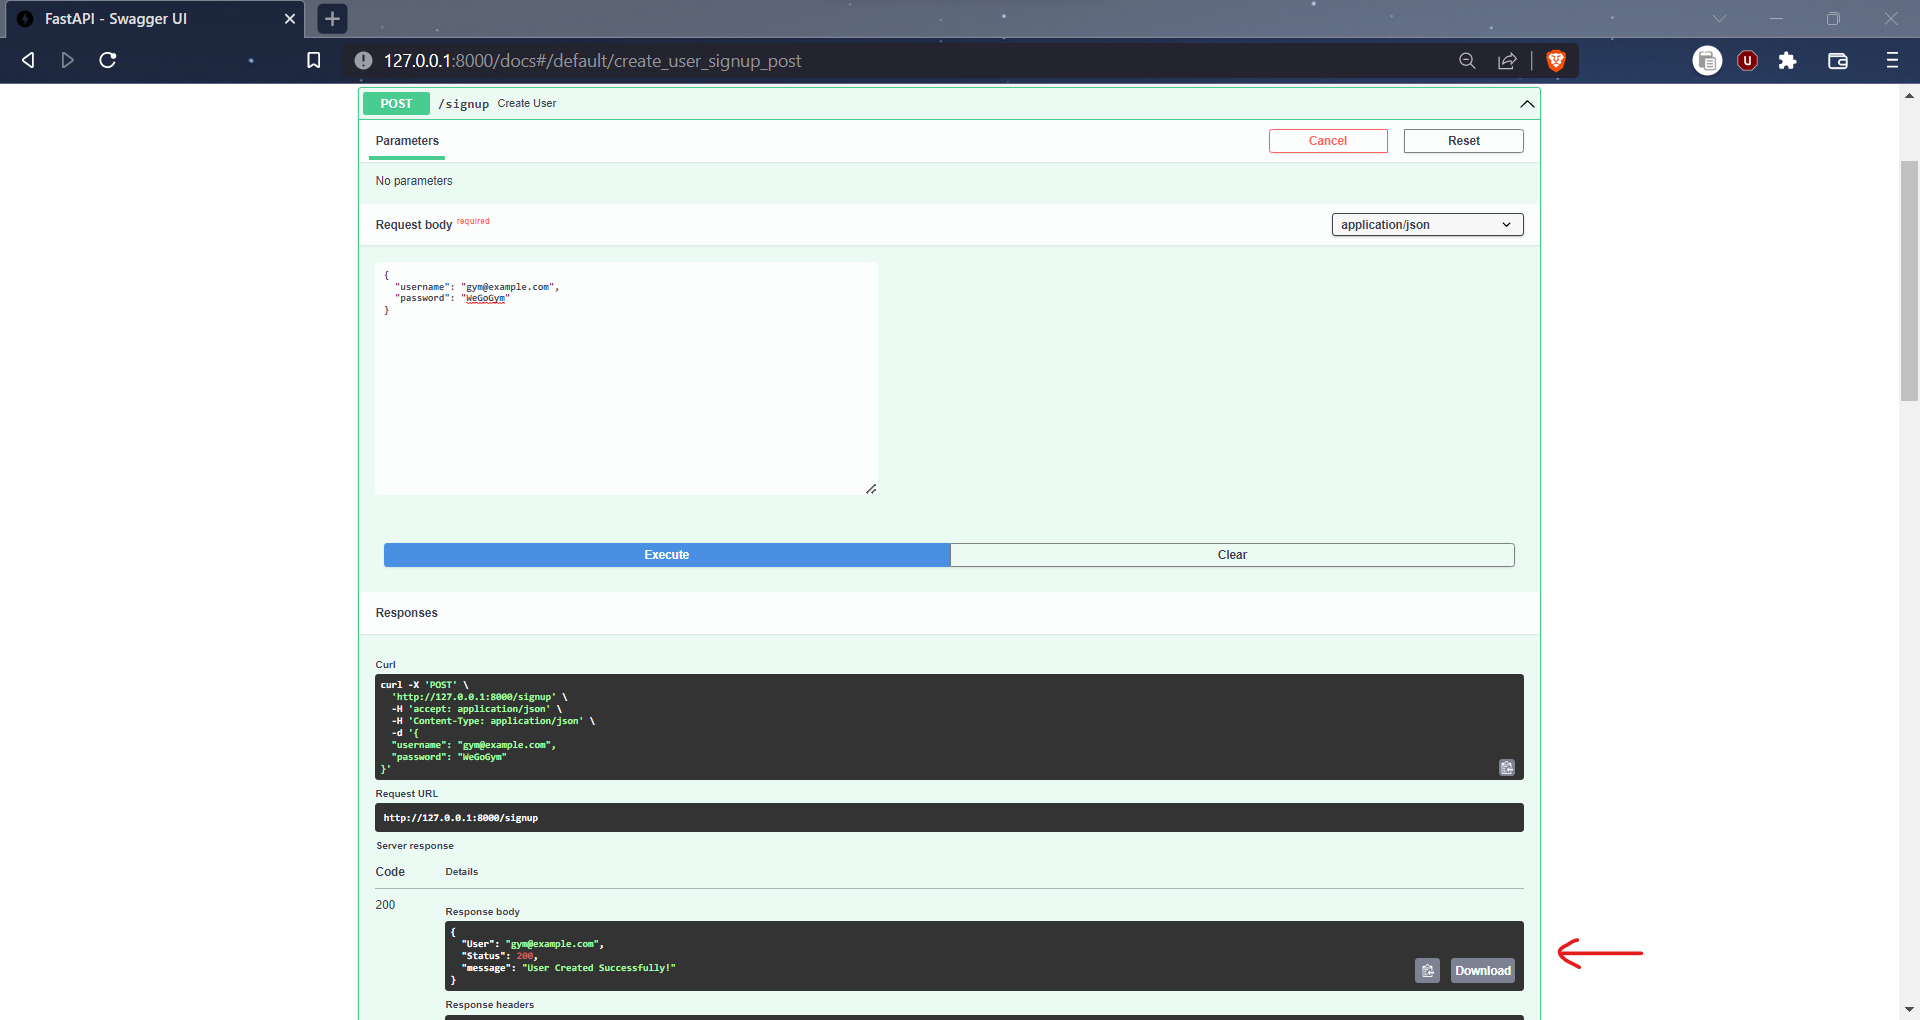 FastAPI - Swagger UI
127.0.0.1:8000/docs#/default/create_user_signup_post
POST /signup Create User
Parameters
Cancel
Reset
No parameters
Request body required
application/json
{
"username": "gym@example.com",
"password": "WeGoGym"
}
Execute
Clear
Responses
Curl
curl -X 'POST' \
'http://127.0.0.1:8000/signup' \
-H 'accept: application/json' \
-H 'Content-Type: application/json' \
-d '{
"username": "gym@example.com",
"password": "WeGoGym"
}'
Request URL
http://127.0.0.1:8000/signup
Server response
Code Details
200
Response body
{
"User": "gym@example.com",
"Status": 200,
"message": "User Created Successfully!"
}
Download
Response headers